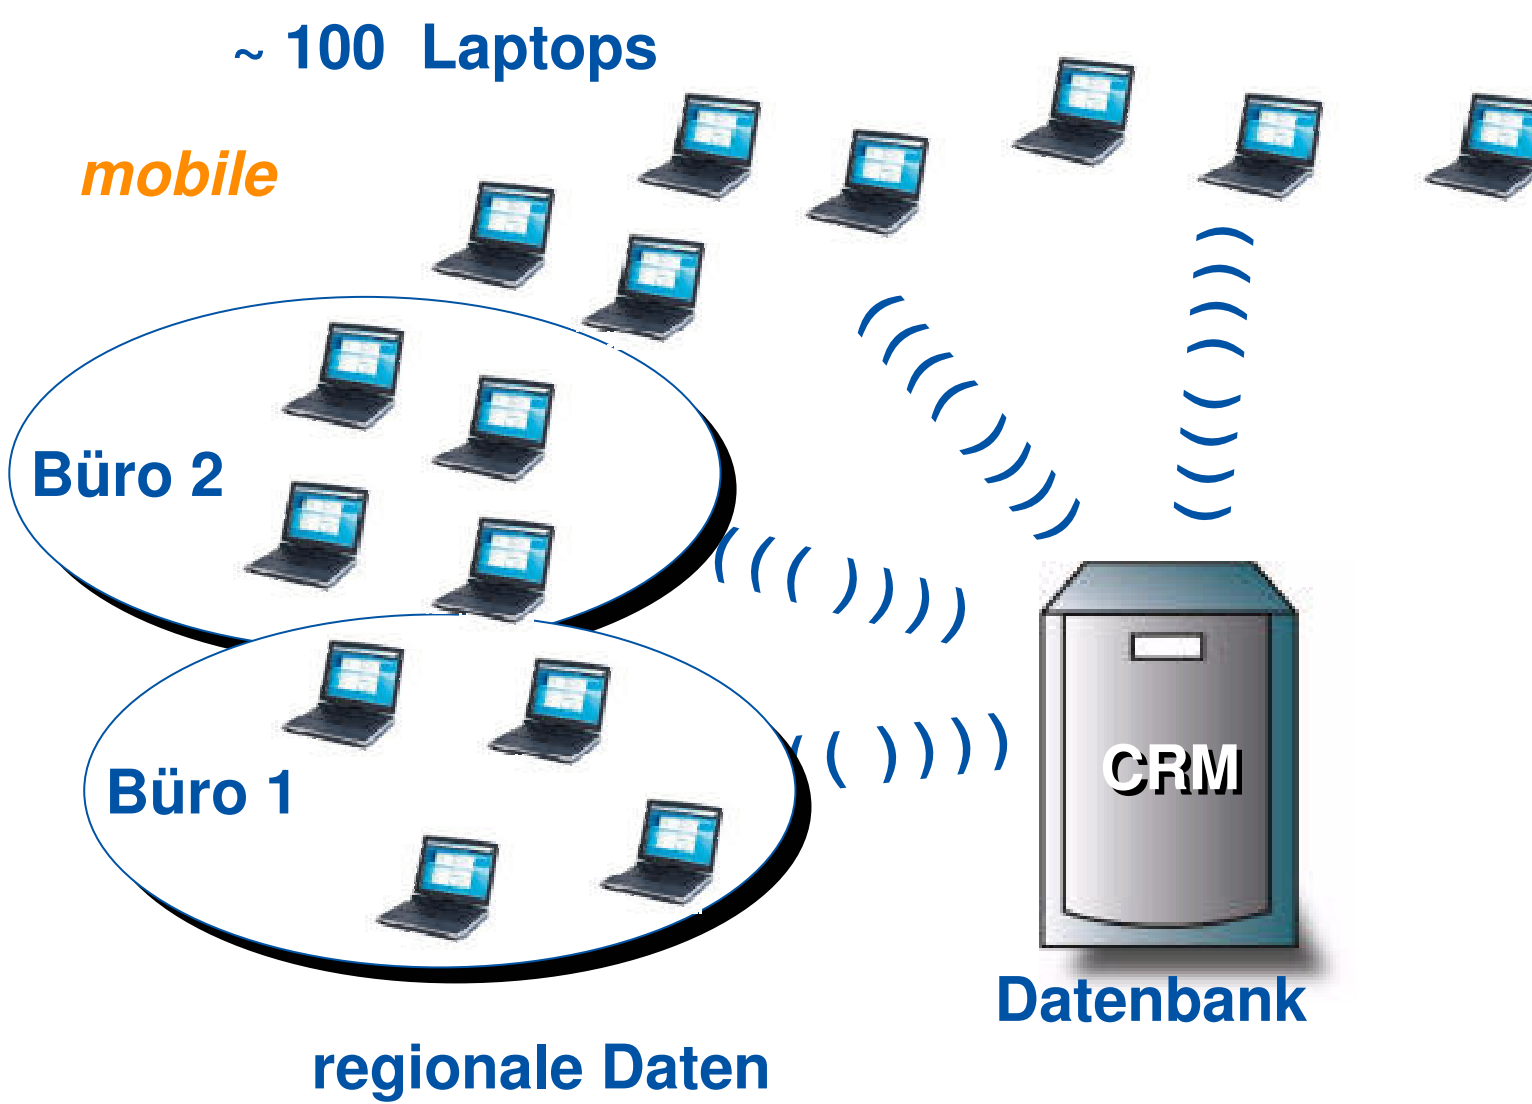 ~ 100 Laptops
mobile
Büro 2
Büro 1
CRM
Datenbank
regionale Daten